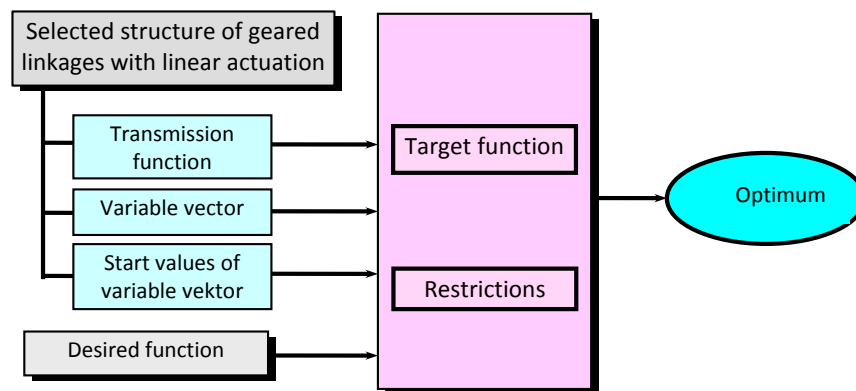 Selected structure of geared
linkages with linear actuation
Transmission
function
Variable vector
Start values of
variable vektor
Desired function
Target function
Restrictions
Optimum